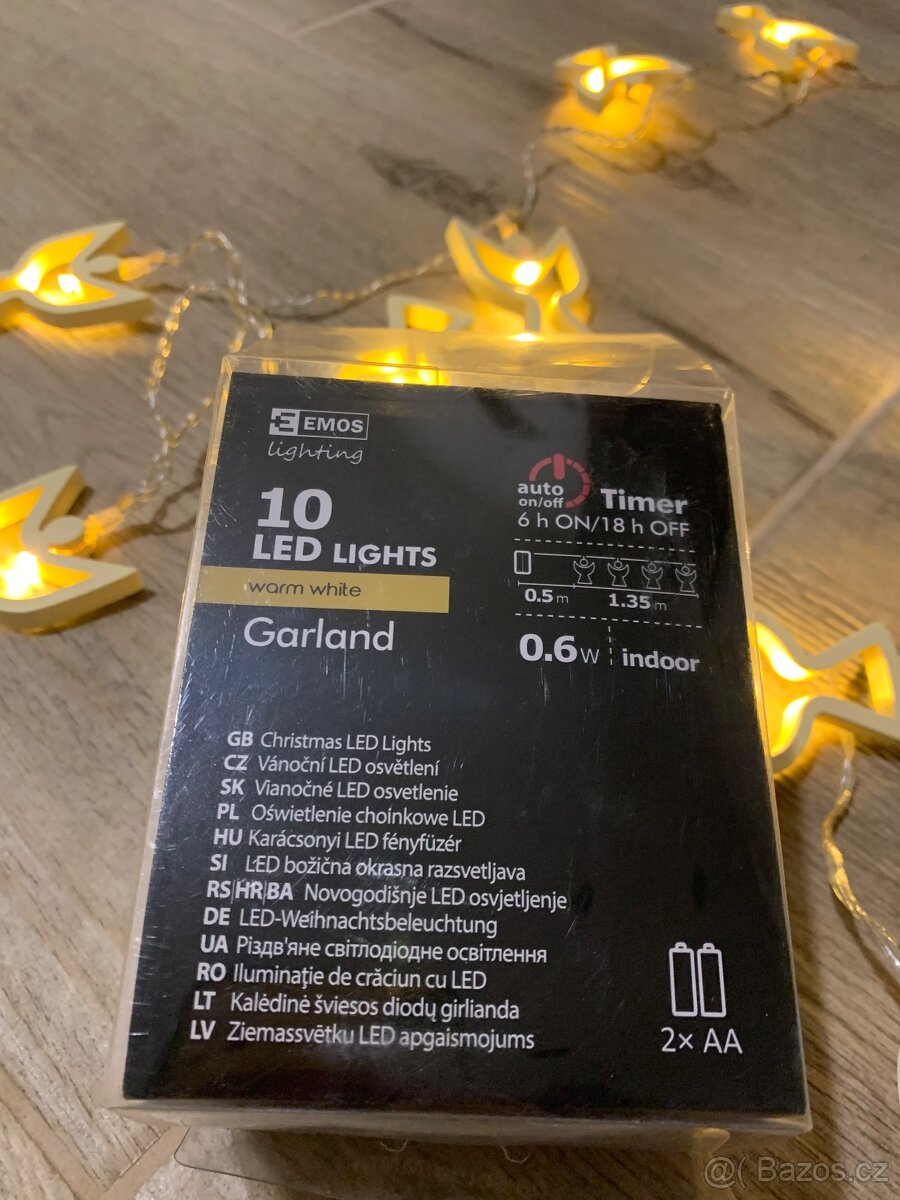 EMOS
lighting
10
LED LIGHTS
warm white
Garland
auto
on/off
Timer
6 h ON/18 h OFF
0.5 m 1.35 m
0.6 W indoor
GB Christmas LED Lights
CZ Vánoční LED osvětlení
SK Vianočné LED osvetlenie
PL Oświetlenie choinkowe LED
HU Karácsonyi LED fényfüzér
SI LED božična okrasna razsvetljava
RS|HR|BA Novogodišnje LED osvjetljenje
DE LED-Weihnachtsbeleuchtung
UA Різдв'яне світлодіодне освітлення
RO Iluminaţie de crăciun cu LED
LT Kalėdinė šviesos diodų girlianda
LV Ziemassvētku LED apgaismojums
2× AA
@( Bazos.cz